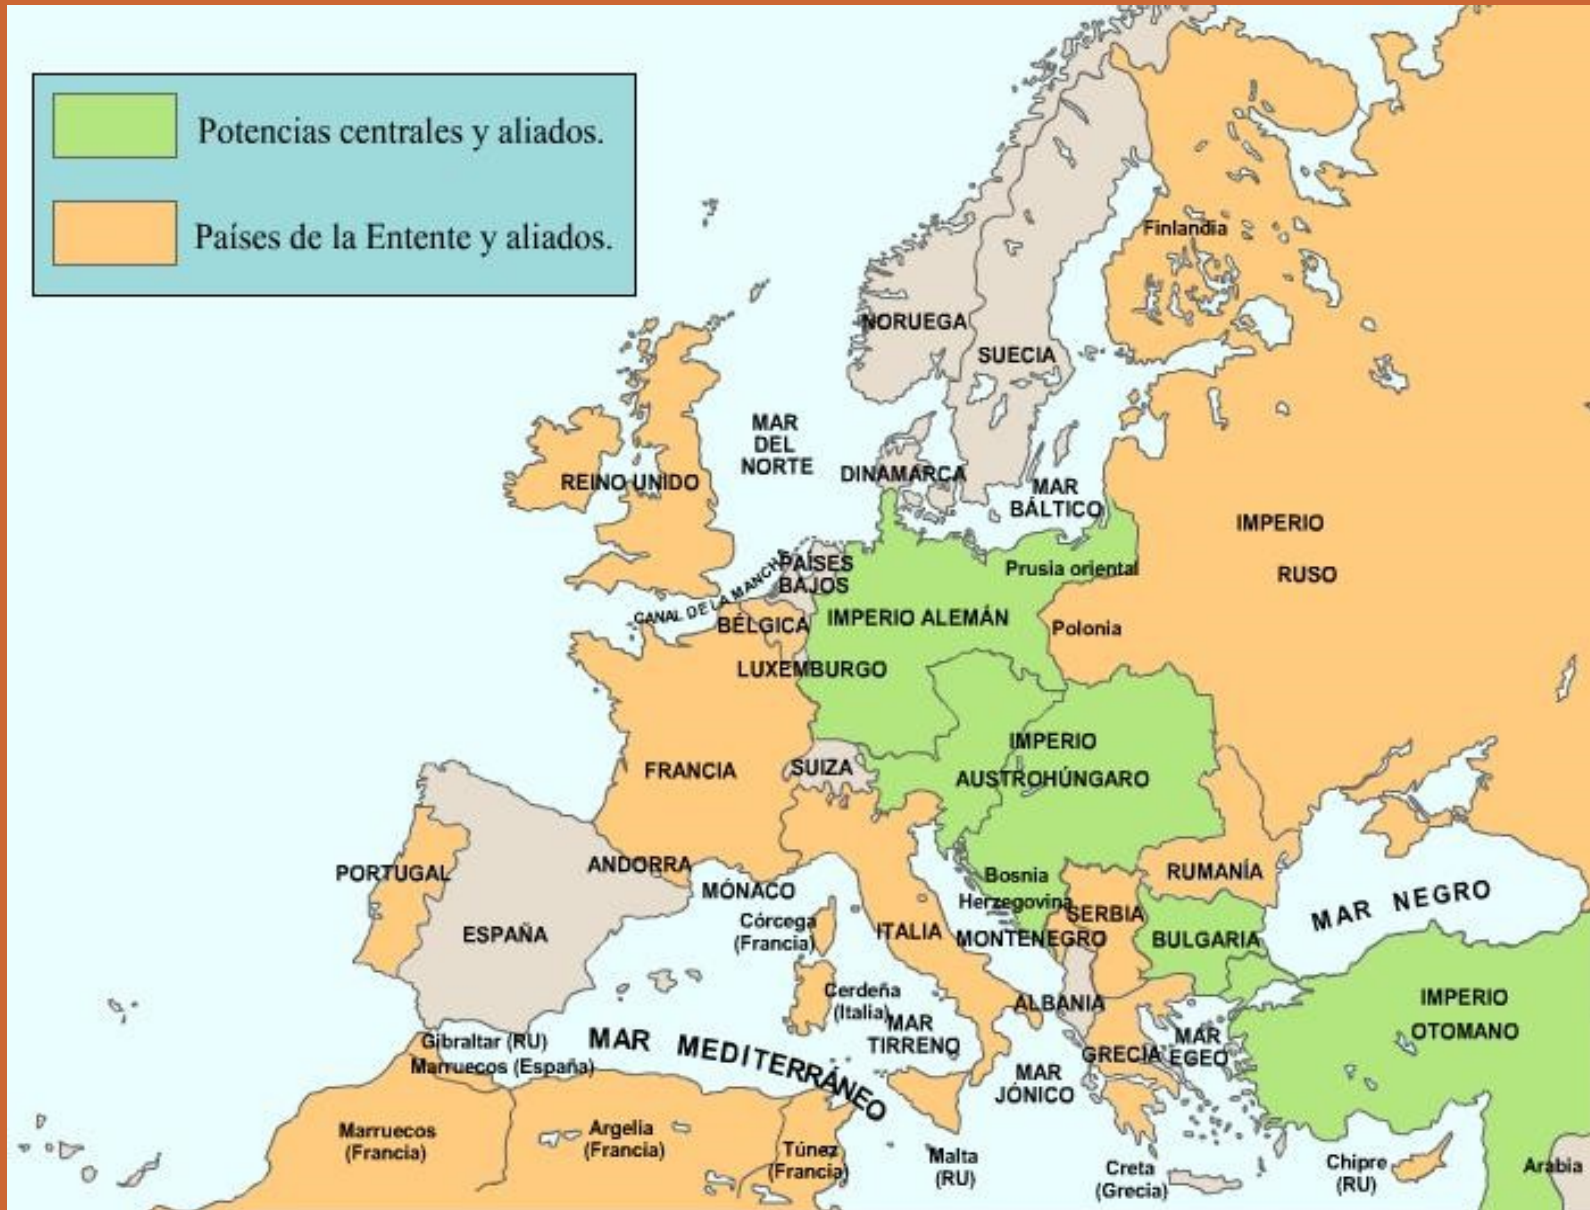 Potencias centrales y aliados.
Países de la Entente y aliados.
Finlandia
NORUEGA
SUECIA
MAR
DEL
NORTE
REINO UNIDO
DINAMARCA
MAR
BÁLTICO
IMPERIO
RUSO
PAÍSES
BAJOS
Prusia oriental
CANAL DE LA MANCHA
BÉLGICA
IMPERIO ALEMÁN
Polonia
LUXEMBURGO
IMPERIO
AUSTROHÚNGARO
FRANCIA
SUIZA
PORTUGAL
ANDORRA
MÓNACO
Bosnia
Herzegovina
RUMANÍA
MAR NEGRO
ESPAÑA
Córcega
(Francia)
ITALIA
MONTENEGRO
SERBIA
BULGARIA
Cerdeña
(Italia)
ALBANIA
IMPERIO
OTOMANO
Gibraltar (RU)
Marruecos (España)
MAR MEDITERRÁNEO
MAR
TIRRENO
MAR
JÓNICO
GRECIA
MAR
EGEO
Marruecos
(Francia)
Argelia
(Francia)
Túnez
(Francia)
Malta
(RU)
Creta
(Grecia)
Chipre
(RU)
Arabia